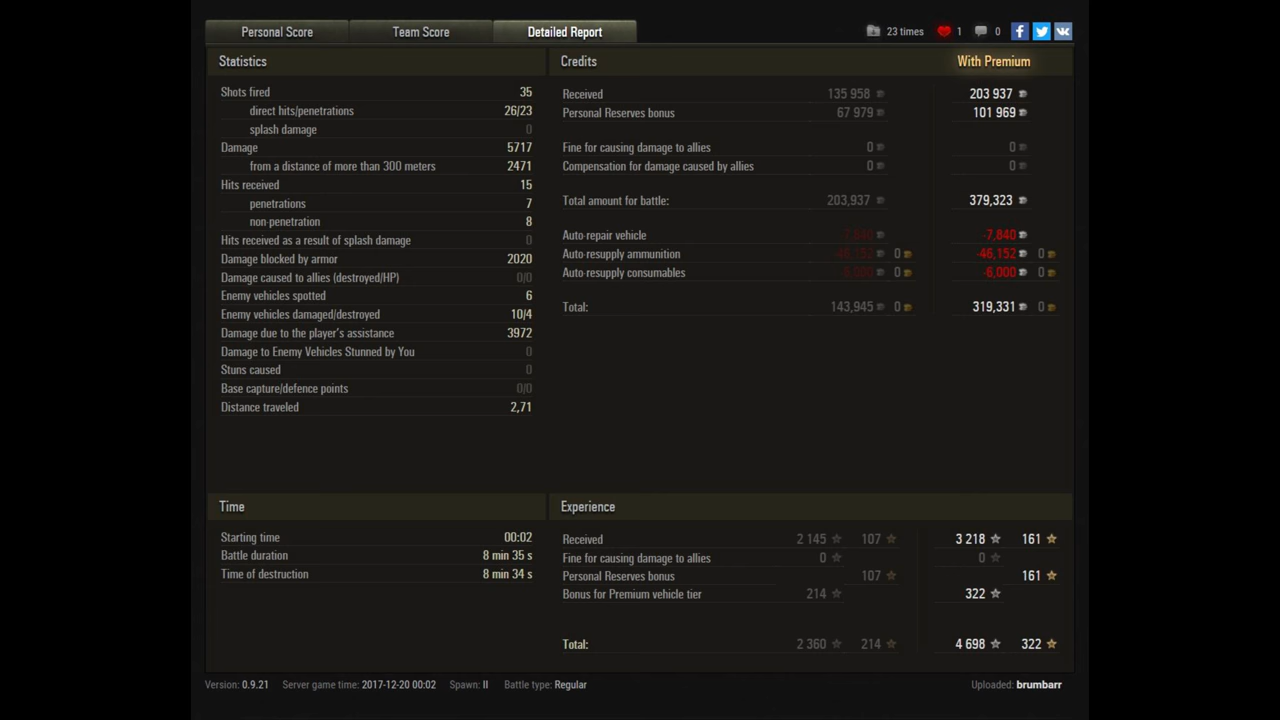 Personal Score Team Score Detailed Report 23 times 1 0
Statistics Credits With Premium
Shots fired 35
direct hits/penetrations 26/23
splash damage 0
Damage 5717
from a distance of more than 300 meters 2471
Hits received 15
penetrations 7
non-penetration 8
Hits received as a result of splash damage 0
Damage blocked by armor 2020
Damage caused to allies (destroyed/HP) 0/0
Enemy vehicles spotted 6
Enemy vehicles damaged/destroyed 10/4
Damage due to the player's assistance 3972
Damage to Enemy Vehicles Stunned by You 0
Stuns caused 0
Base capture/defence points 0/0
Distance traveled 2,71
Received 135 958 203 937
Personal Reserves bonus 67 979 101 969
Fine for causing damage to allies 0 0
Compensation for damage caused by allies 0 0
Total amount for battle: 203,937 379,323
Auto-repair vehicle -7,840 -7,840
Auto-resupply ammunition -46,152 0 -46,152 0
Auto-resupply consumables -6,000 0 -6,000 0
Total: 143,945 0 319,331 0
Time
Starting time 00:02
Battle duration 8 min 35 s
Time of destruction 8 min 34 s
Experience
Received 2 145 107 3 218 161
Fine for causing damage to allies 0 0
Personal Reserves bonus 107 161
Bonus for Premium vehicle tier 214 322
Total: 2 360 214 4 698 322
Version: 0.9.21 Server game time: 2017-12-20 00:02 Spawn: II Battle type: Regular Uploaded: brumbarr